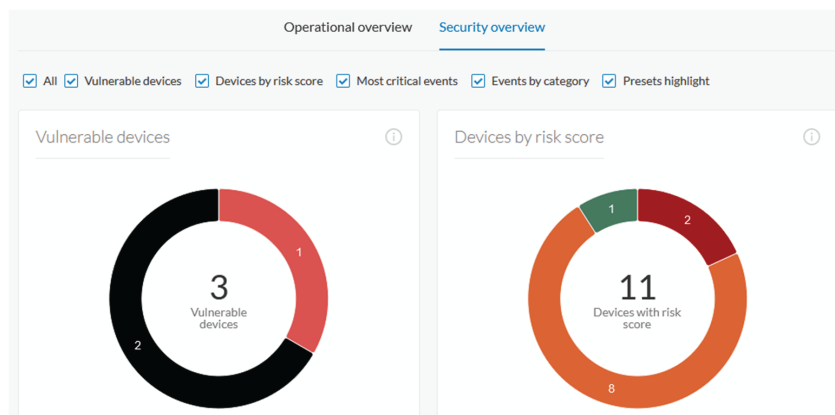 Operational overview Security overview
All Vulnerable devices Devices by risk score Most critical events Events by category Presets highlight
Vulnerable devices
1
2
3
Vulnerable
devices
Devices by risk score
1
2
8
11
Devices with risk
score